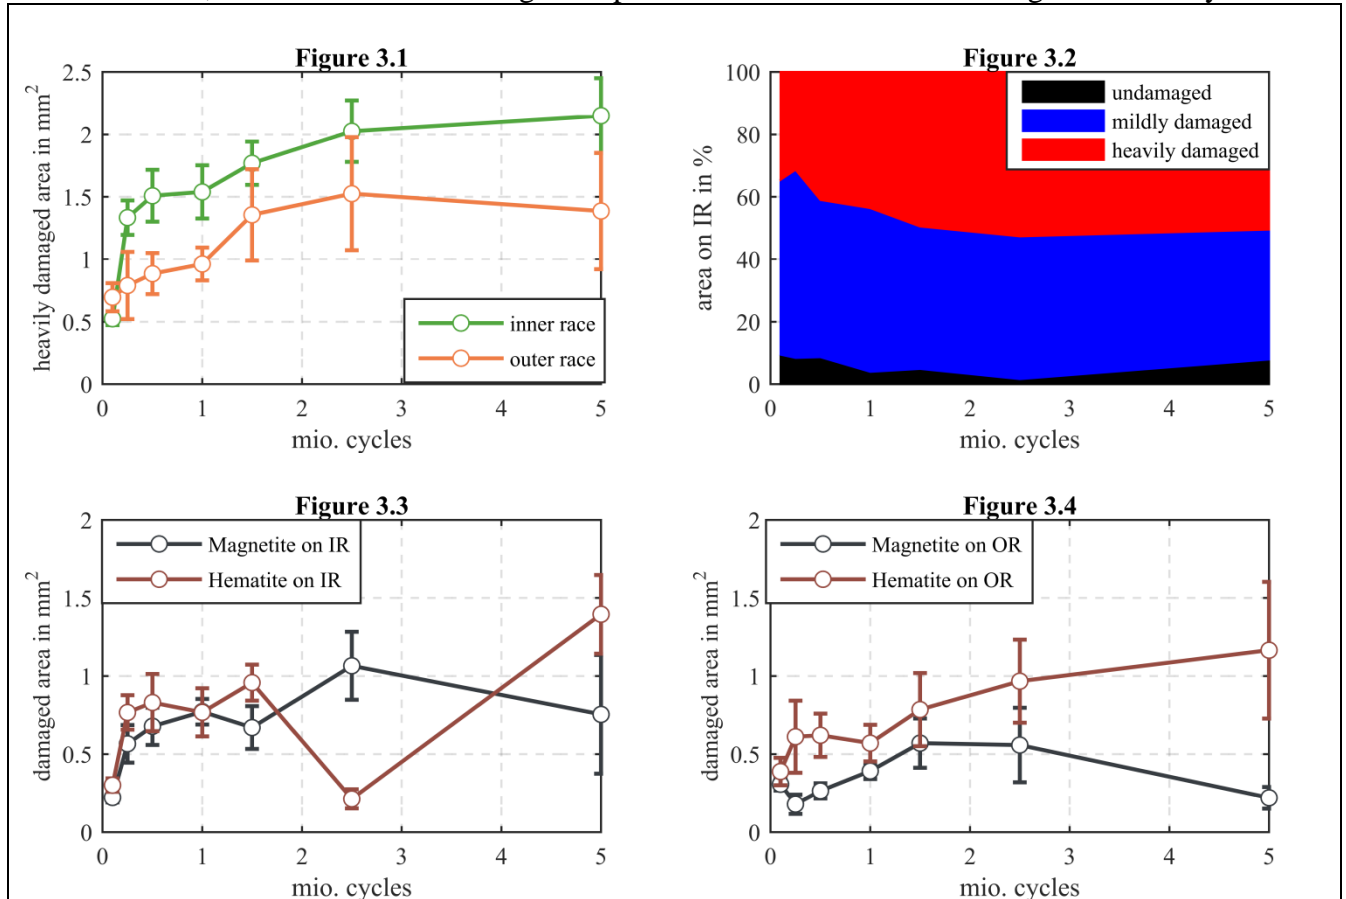 Figure 3.1
2.5
2
1.5
1
0.5
0
heavily damaged area in mm2
0 1 2 3 4 5
mio. cycles
inner race
outer race
Figure 3.2
100
80
60
40
20
0
area on IR in %
0 1 2 3 4 5
mio. cycles
undamaged
mildly damaged
heavily damaged
Figure 3.3
2
1.5
1
0.5
0
damaged area in mm2
0 1 2 3 4 5
mio. cycles
Magnetite on IR
Hematite on IR
Figure 3.4
2
1.5
1
0.5
0
damaged area in mm2
0 1 2 3 4 5
mio. cycles
Magnetite on OR
Hematite on OR